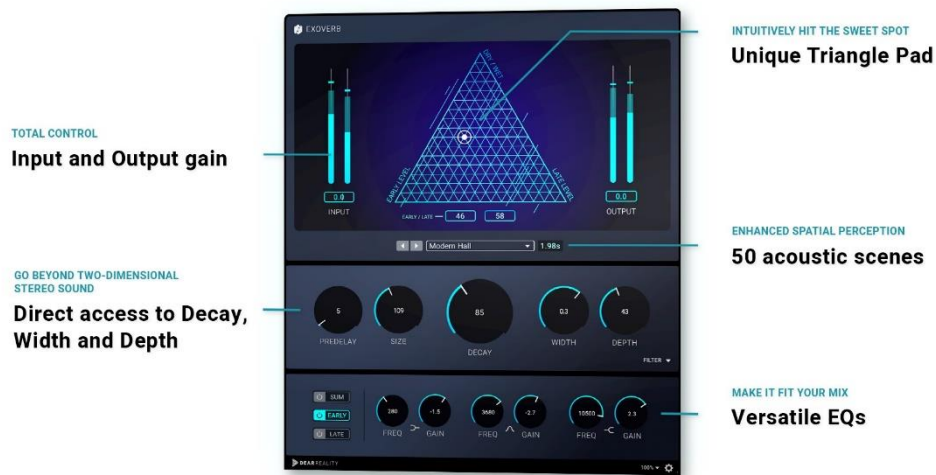 EXOVERB
DRY / WET
EARLY LEVEL
LATE LEVEL
0.0
INPUT
EARLY / LATE
46
58
0.0
OUTPUT
Modern Hall
1.98s
5
PREDELAY
109
SIZE
85
DECAY
0.3
WIDTH
43
DEPTH
FILTER
SUM
EARLY
LATE
280
FREQ
-1.5
GAIN
3680
FREQ
-2.7
GAIN
10500
FREQ
2.3
GAIN
DEARREALITY
100%
TOTAL CONTROL
Input and Output gain
GO BEYOND TWO-DIMENSIONAL
STEREO SOUND
Direct access to Decay,
Width and Depth
INTUITIVELY HIT THE SWEET SPOT
Unique Triangle Pad
ENHANCED SPATIAL PERCEPTION
50 acoustic scenes
MAKE IT FIT YOUR MIX
Versatile EQs